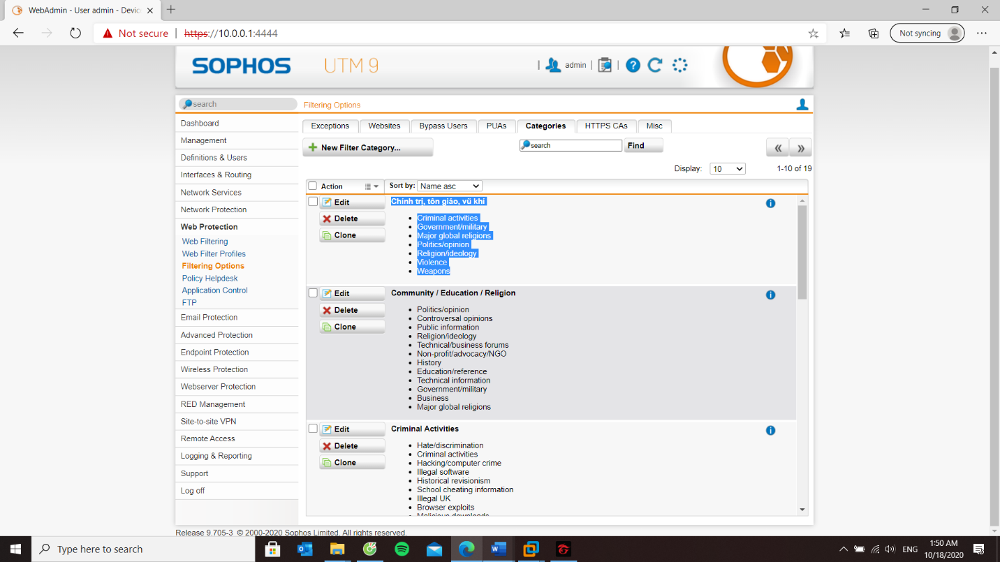 WebAdmin - User admin - Devic
Not secure | https://10.0.0.1:4444
Not syncing
SOPHOS UTM 9
| admin | |
search
Filtering Options
Dashboard
Management
Definitions & Users
Interfaces & Routing
Network Services
Network Protection
Web Protection
Web Filtering
Web Filter Profiles
Filtering Options
Policy Helpdesk
Application Control
FTP
Email Protection
Advanced Protection
Endpoint Protection
Wireless Protection
Webserver Protection
RED Management
Site-to-site VPN
Remote Access
Logging & Reporting
Support
Log off
Exceptions Websites Bypass Users PUAs Categories HTTPS CAs Misc
New Filter Category...
search Find
Display: 10 1-10 of 19
Action Sort by: Name asc
Edit
Delete
Clone
Chính trị, tôn giáo, vũ khí
Criminal activities
Government/military
Major global religions
Politics/opinion
Religion/ideology
Violence
Weapons
Edit
Delete
Clone
Community / Education / Religion
Politics/opinion
Controversal opinions
Public information
Religion/ideology
Technical/business forums
Non-profit/advocacy/NGO
History
Education/reference
Technical information
Government/military
Business
Major global religions
Edit
Delete
Clone
Criminal Activities
Hate/discrimination
Criminal activities
Hacking/computer crime
Illegal software
Historical revisionism
School cheating information
Illegal UK
Browser exploits
Malicious downloads
Release 9.705-3 © 2000-2020 Sophos Limited. All rights reserved.
Type here to search
ENG
1:50 AM
10/18/2020